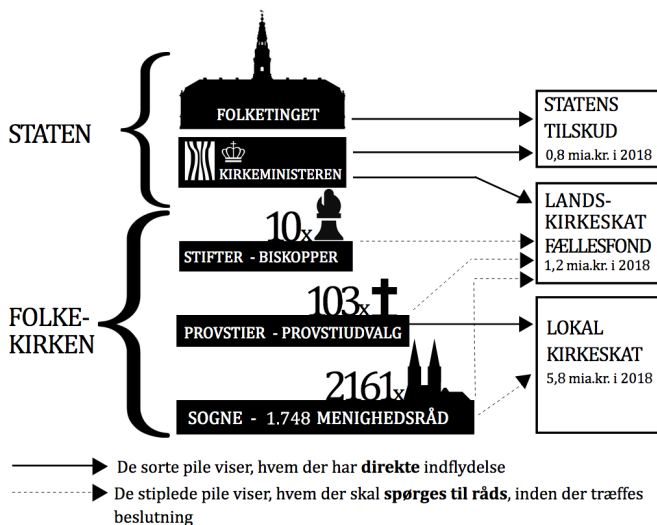 STATEN
FOLKETINGET
KIRKEMINISTEREN
STATENS
TILSKUD
0,8 mia.kr. i 2018
LANDS-
KIRKESKAT
FÆLLESFOND
1,2 mia.kr. i 2018
FOLKE-
KIRKEN
10x
STIFTER - BISKOPPER
103x
PROVSTIER - PROVSTIUDVALG
2161x
SOGNE - 1.748 MENIGHEDSRÅD
LOKAL
KIRKESKAT
5,8 mia.kr. i 2018
De sorte pile viser, hvem der har direkte indflydelse
De stiplede pile viser, hvem der skal spørges til råds, inden der træffes
beslutning